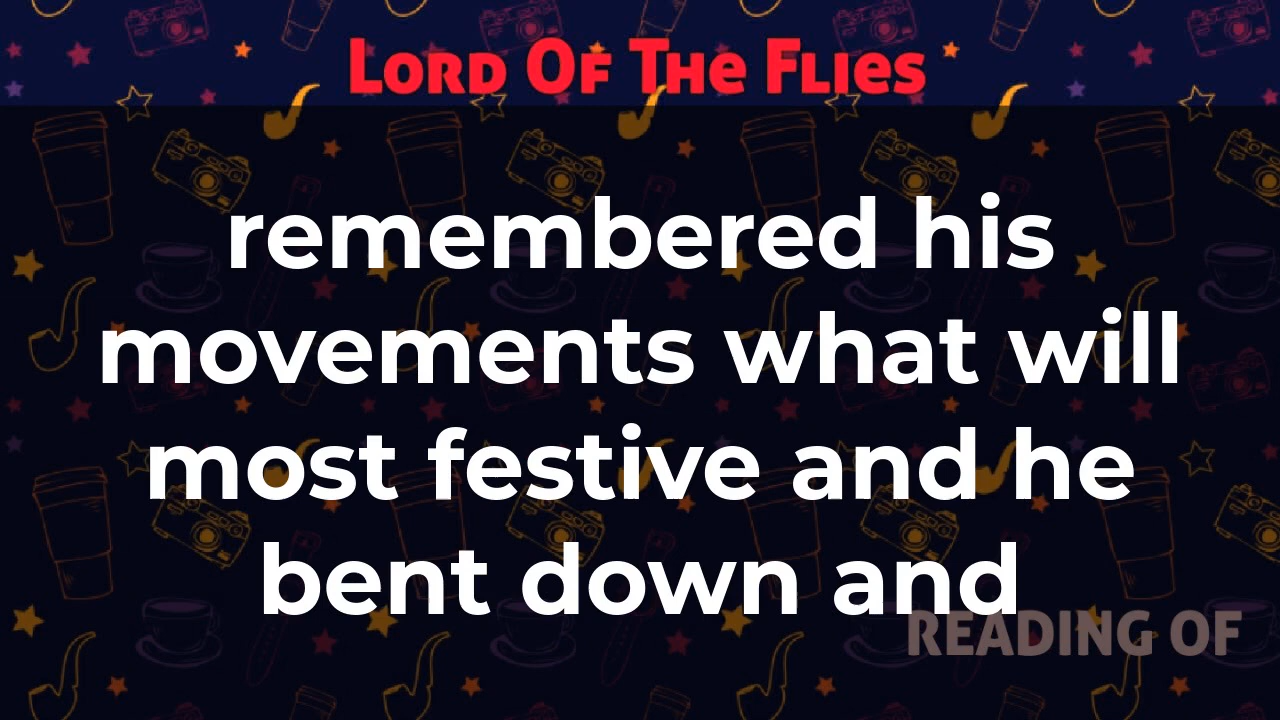 Lord Of The Flies
remembered his
movements what will
most festive and he
bent down and
READING OF